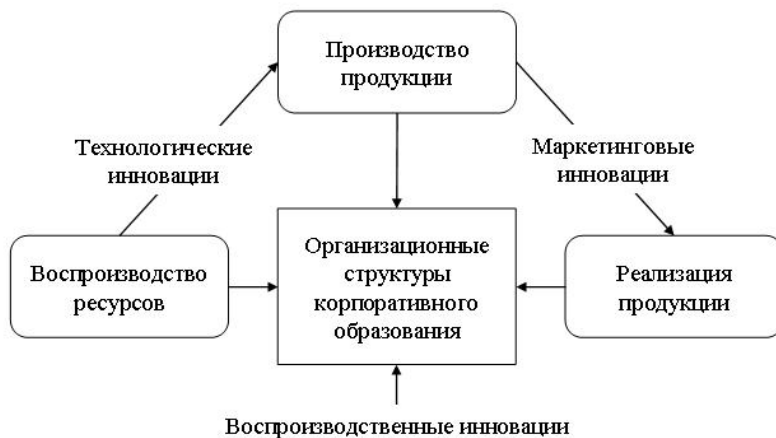 Производство
продукции
Технологические
инновации
Маркетинговые
инновации
Воспроизводство
ресурсов
Организационные
структуры
корпоративного
образования
Реализация
продукции
Воспроизводственные инновации